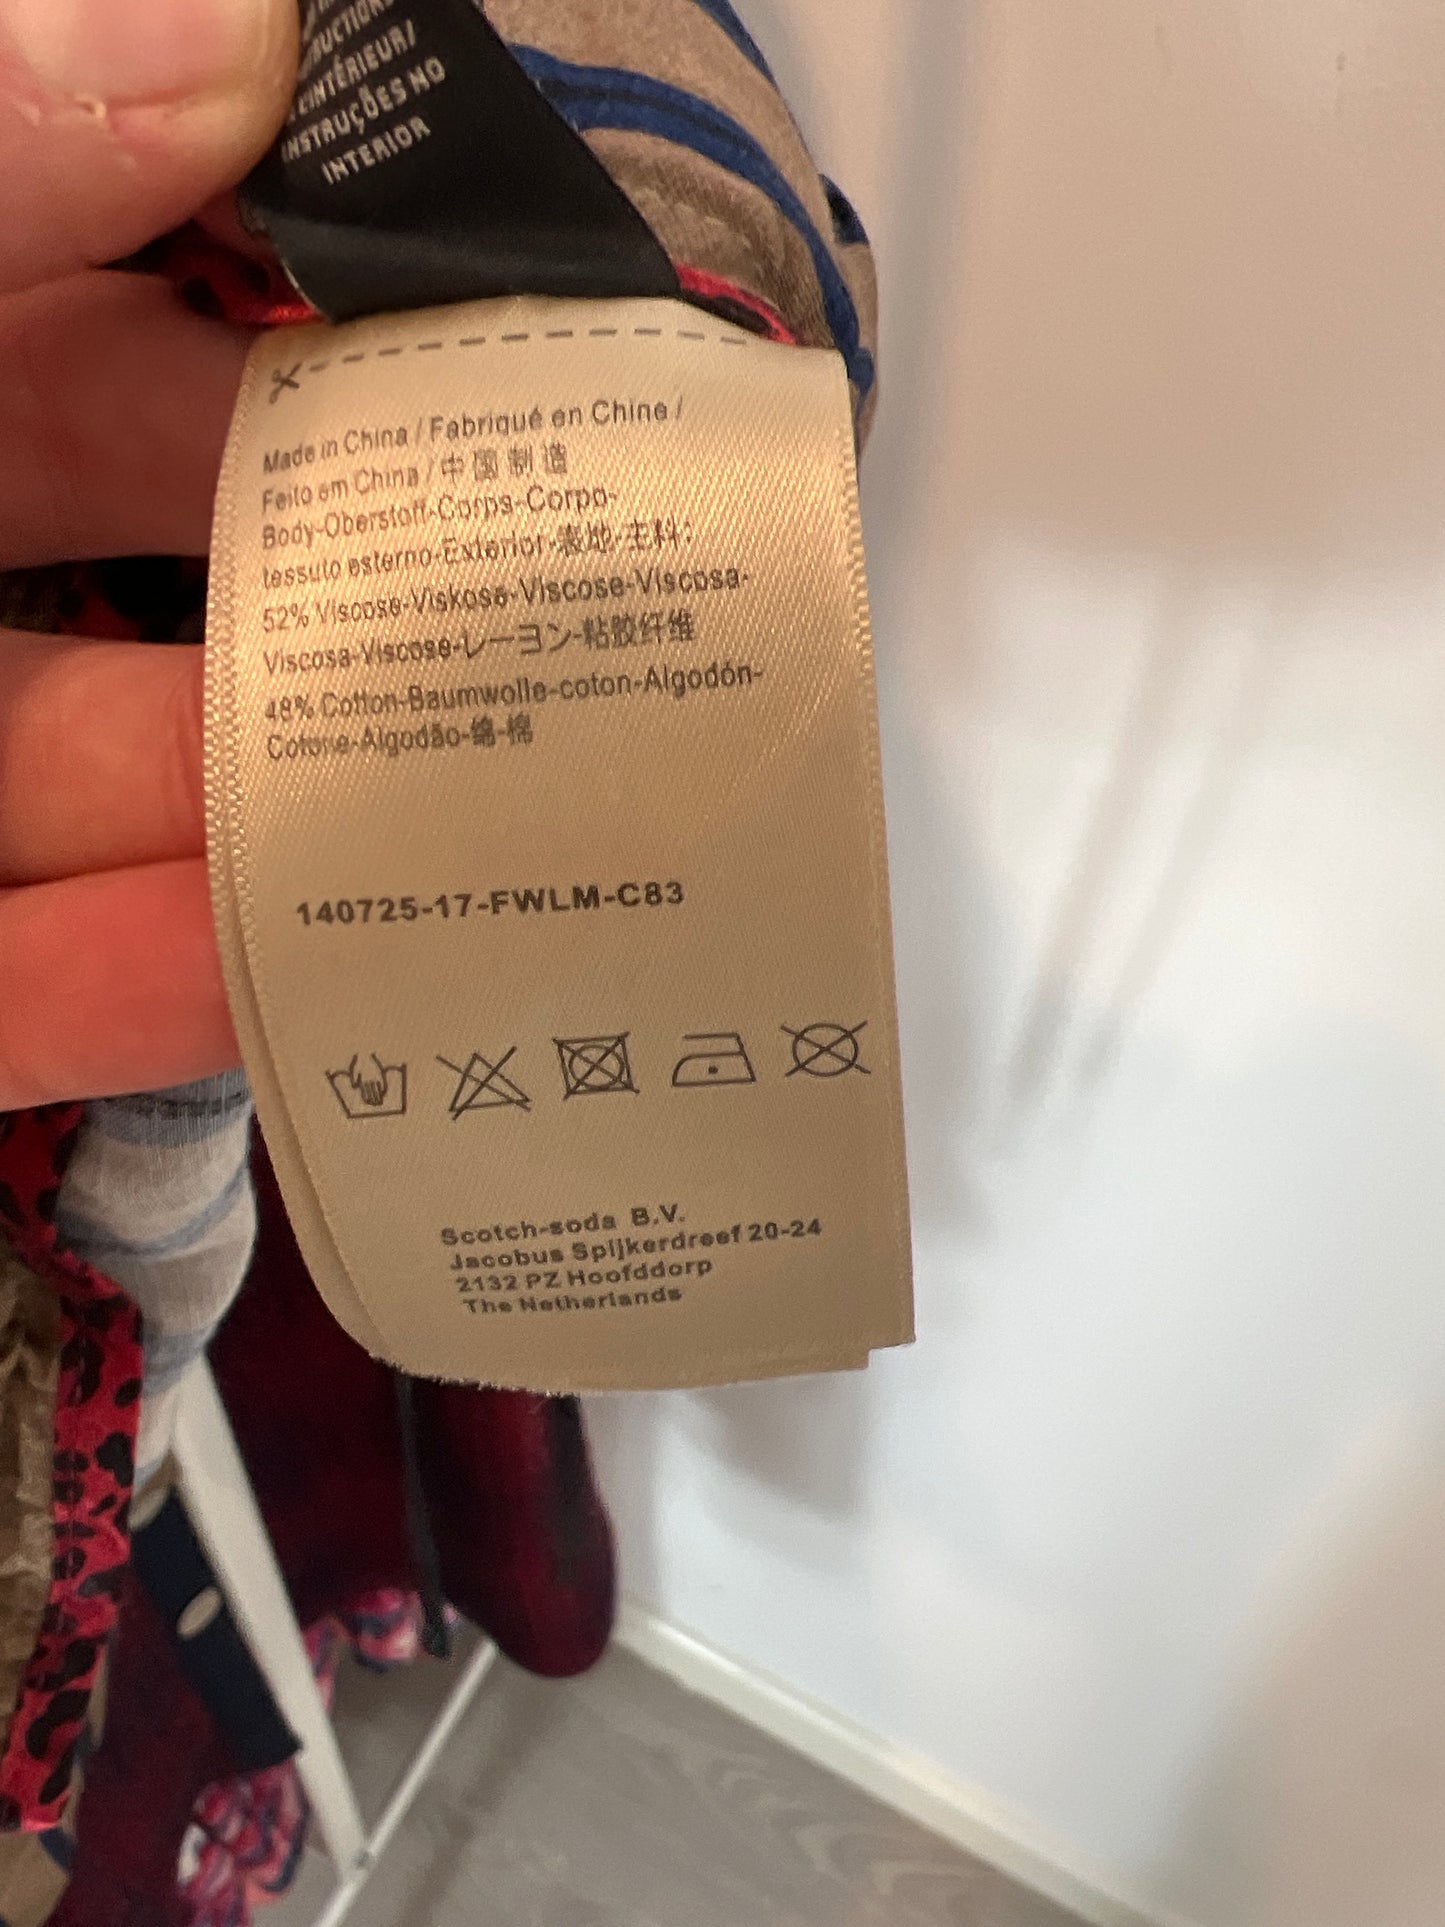 UCTIONS
L'INTÉRIEUR/
INSTRUÇÕES NO
INTERIOR
Made in China / Fabriqué en Chine /
Feito em China / 中国制造
Body-Oberstoff-Corps-Corpo-
tessuto esterno-Exterior-表地-主料:
52% Viscose-Viskose-Viscose-Viscosa-
Viscosa-Viscose-レーヨン-粘胶纤维
48% Cotton-Baumwolle-coton-Algodón-
Cotone-Algodão-綿-棉
140725-17-FWLM-C83
Scotch-soda B.V.
Jacobus Spijkerdreef 20-24
2132 PZ Hoofddorp
The Netherlands